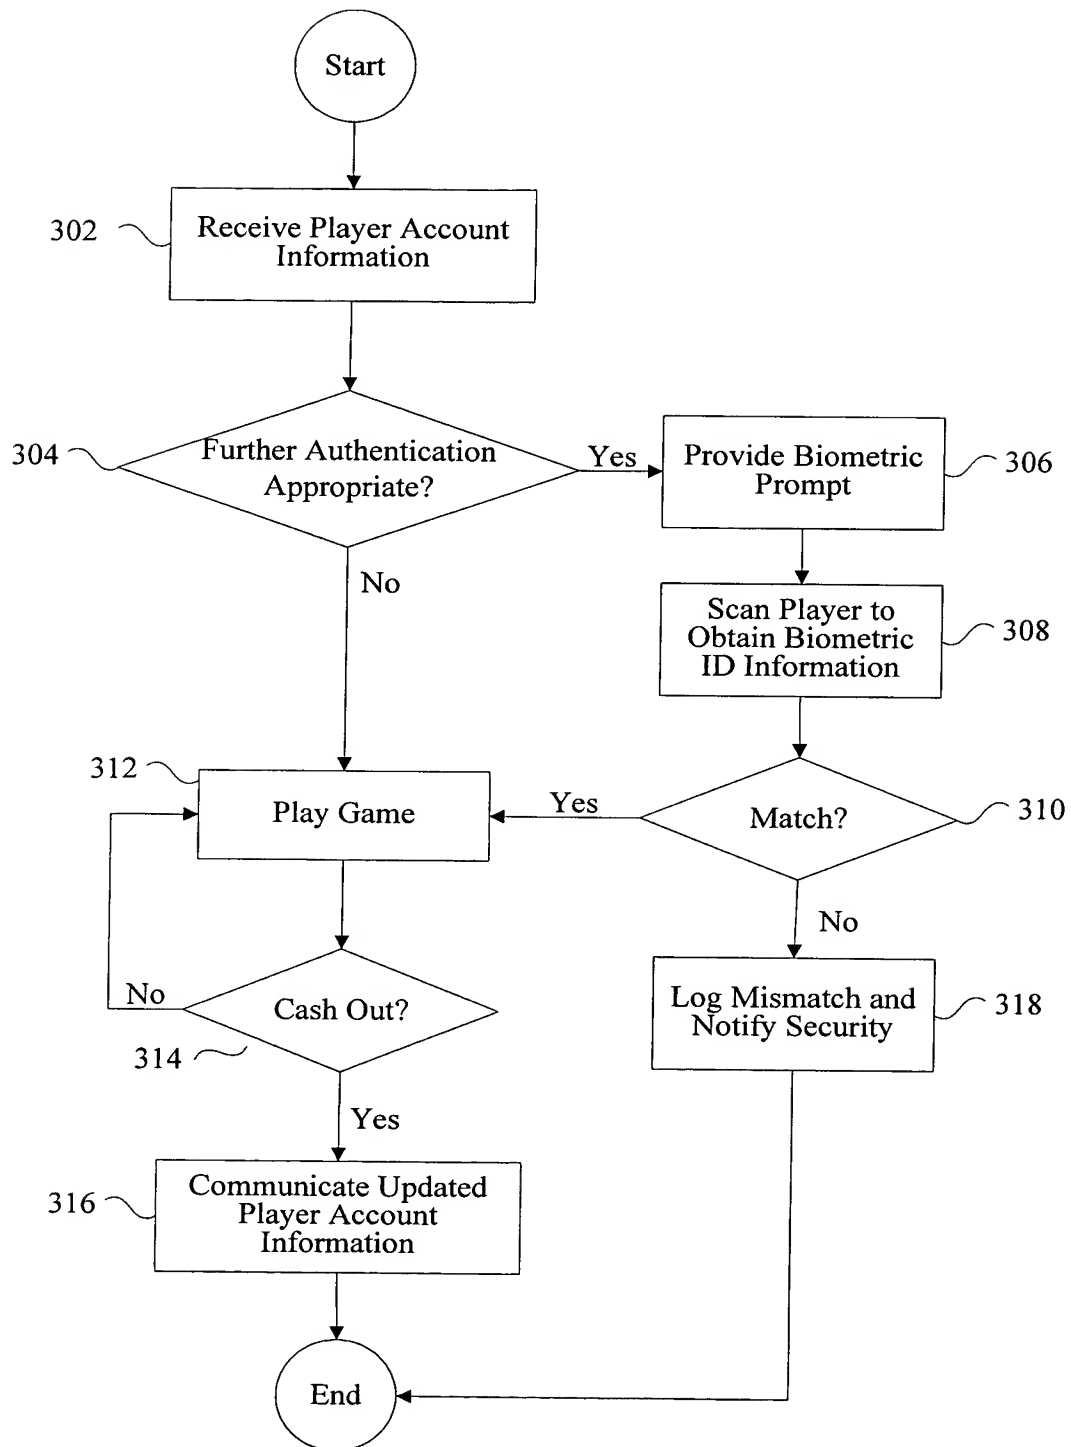 Start
302
Receive Player Account
Information
304
Further Authentication
Appropriate?
Yes
Provide Biometric
Prompt
306
No
Scan Player to
Obtain Biometric
ID Information
308
312
Play Game
Yes
Match?
310
No
No
Cash Out?
314
Log Mismatch and
Notify Security
318
Yes
316
Communicate Updated
Player Account
Information
End